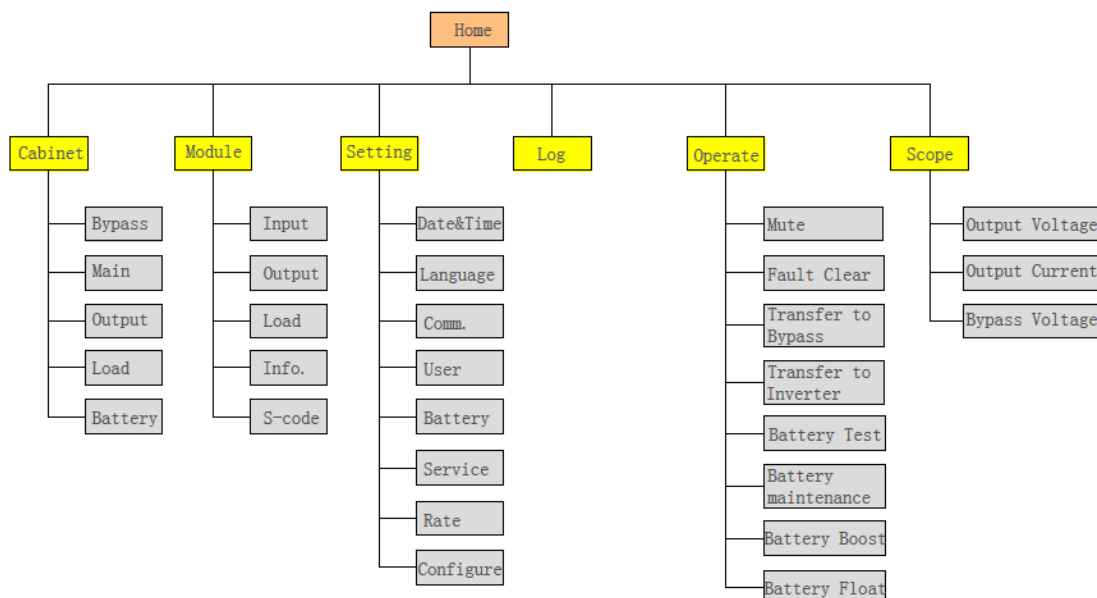 Home
Cabinet
Module
Setting
Log
Operate
Scope
Bypass
Main
Output
Load
Battery
Input
Output
Load
Info.
S-code
Date&Time
Language
Comm.
User
Battery
Service
Rate
Configure
Mute
Fault Clear
Transfer to
Bypass
Transfer to
Inverter
Battery Test
Battery
maintenance
Battery Boost
Battery Float
Output Voltage
Output Current
Bypass Voltage